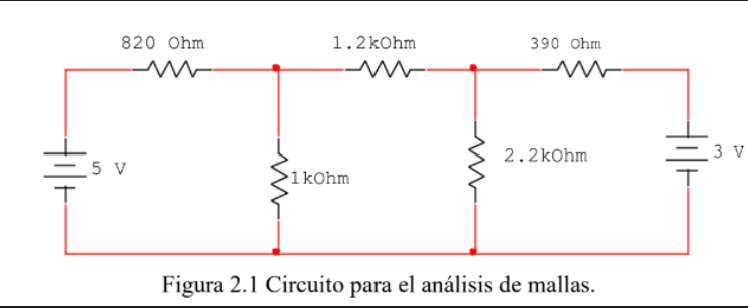 820 Ohm 1.2kOhm 390 Ohm
5 V 1kOhm 2.2kOhm 3 V
Figura 2.1 Circuito para el análisis de mallas.